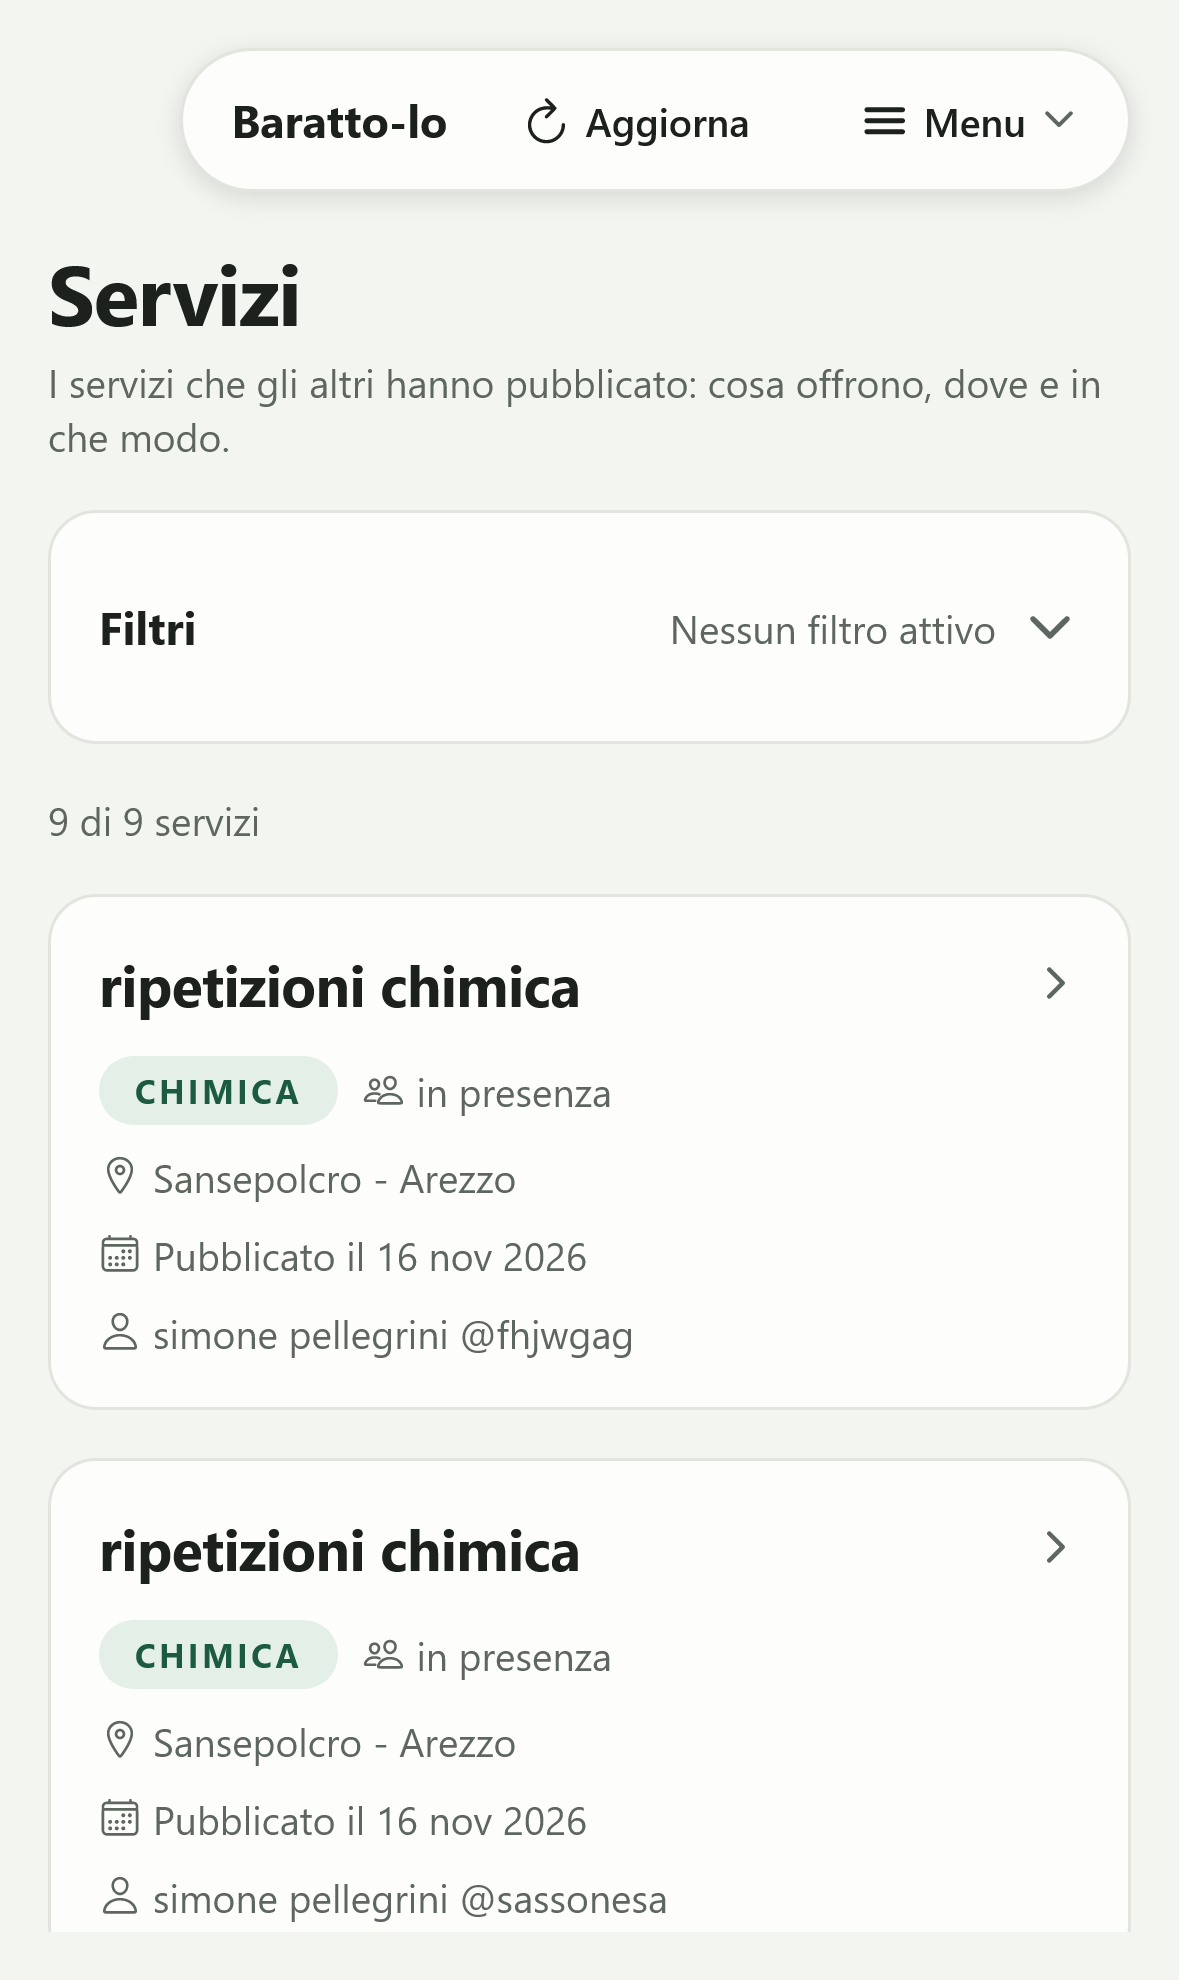 Baratto-lo Aggiorna Menu
Servizi
I servizi che gli altri hanno pubblicato: cosa offrono, dove e in
che modo.
Filtri Nessun filtro attivo
9 di 9 servizi
ripetizioni chimica
CHIMICA in presenza
Sansepolcro - Arezzo
Pubblicato il 16 nov 2026
simone pellegrini @fhjwgag
ripetizioni chimica
CHIMICA in presenza
Sansepolcro - Arezzo
Pubblicato il 16 nov 2026
simone pellegrini @sassonesa